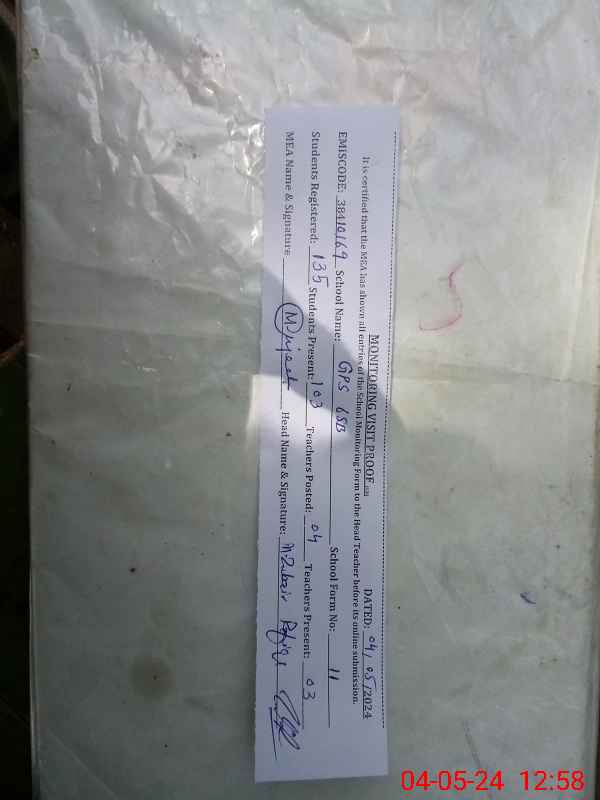 MONITORING VISIT PROOF DATED: 04/05/2024
It is certified that the MEA has shown all entries of the School Monitoring Form to the Head Teacher before its online submission.
EMISCODE: 38410169 School Name: GPS 65B School Form No: 11
Students Registered: 135 Students Present: 103 Teachers Posted: 04 Teachers Present: 03
MEA Name & Signature Head Name & Signature: M. Zubair Rafique
04-05-24 12:58